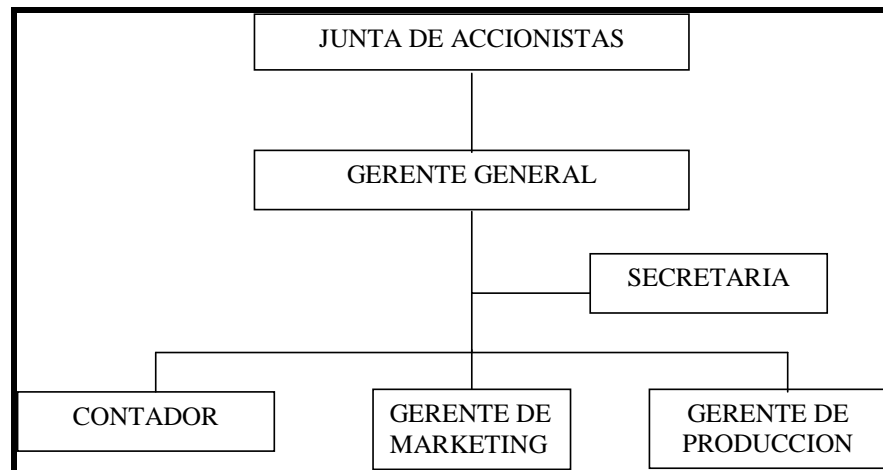 JUNTA DE ACCIONISTAS
GERENTE GENERAL
SECRETARIA
CONTADOR
GERENTE DE
MARKETING
GERENTE DE
PRODUCCION